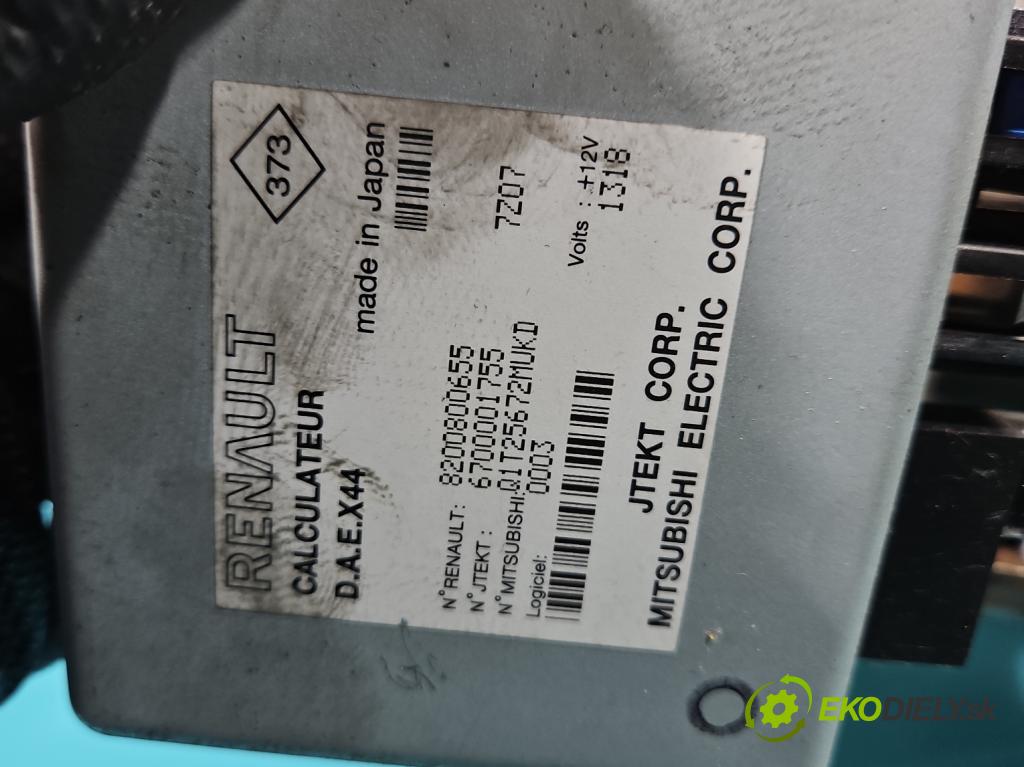 RENAULT
373
CALCULATEUR
D.A.E.X44
made in Japan
N°RENAULT: 8200800655
N°JTEKT: 6700001755
N°MITSUBISHI: Q1T25672MUKD 7Z07
Logiciel: 0003
Volts : +12V
1318
JTEKT CORP.
MITSUBISHI ELECTRIC CORP.
EKODIELY.sk